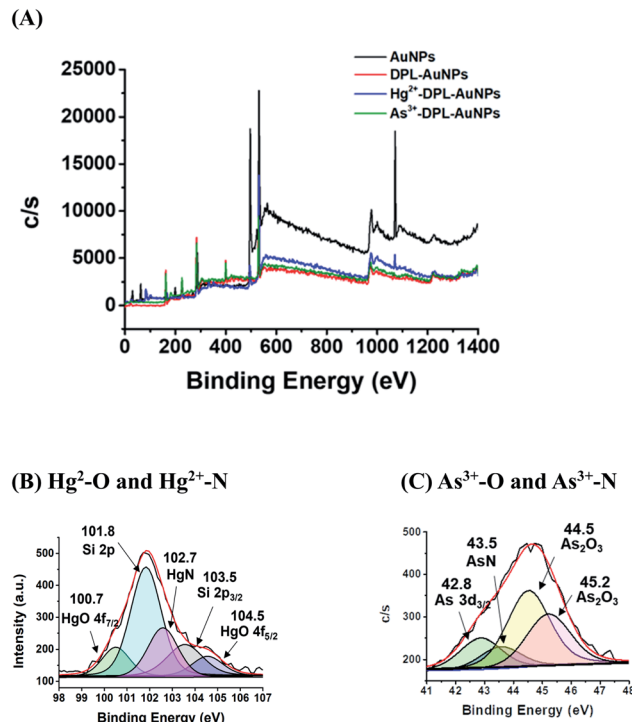 (A)
AuNPs
DPL-AuNPs
Hg²⁺-DPL-AuNPs
As³⁺-DPL-AuNPs
25000
20000
15000
10000
5000
0
c/s
0 200 400 600 800 1000 1200 1400
Binding Energy (eV)
(B) Hg²-O and Hg²⁺-N
101.8
Si 2p
102.7
HgN
103.5
Si 2p₃/₂
100.7
HgO 4f₇/₂
104.5
HgO 4f₅/₂
500
400
300
200
100
Intensity (a.u.)
98 99 100 101 102 103 104 105 106 107
Binding Energy (eV)
(C) As³⁺-O and As³⁺-N
44.5
As₂O₃
43.5
AsN
42.8
As 3d₃/₂
45.2
As₂O₃
500
400
300
200
c/s
41 42 43 44 45 46 47 48
Binding Energy (eV)